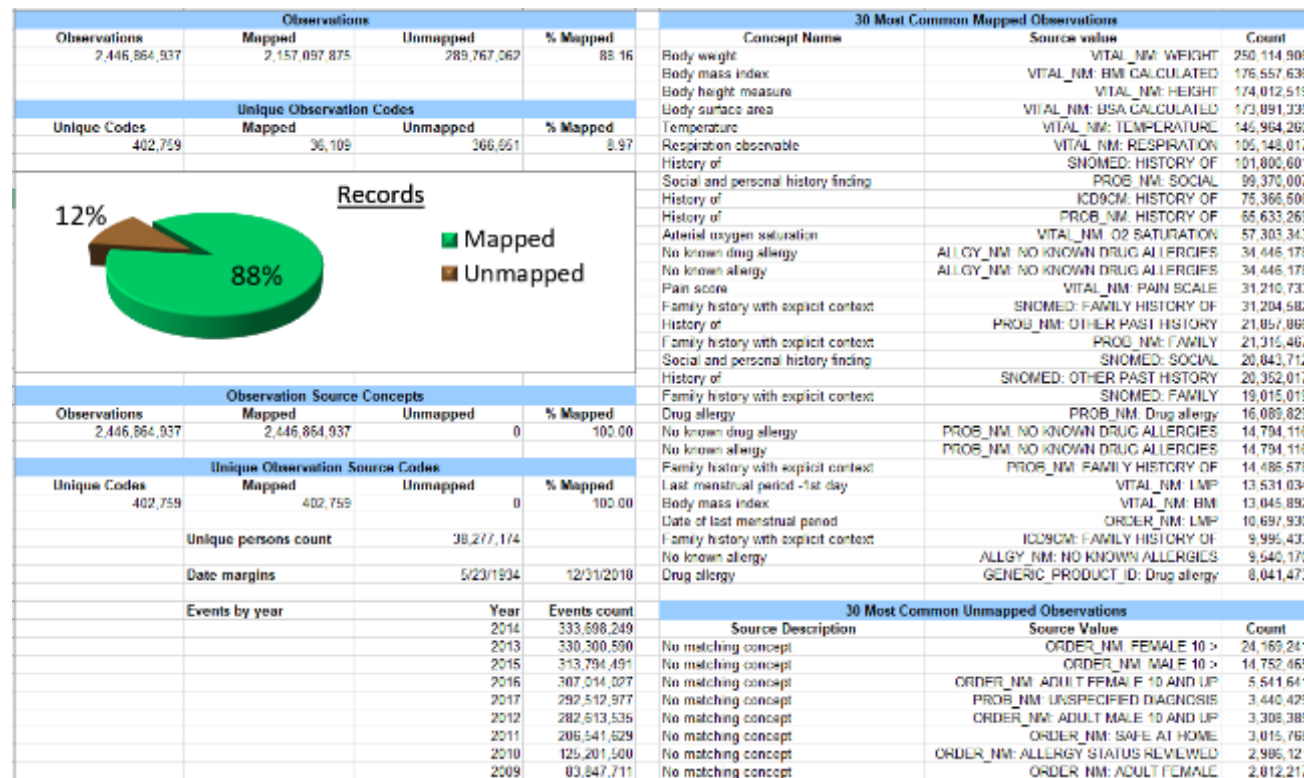 Observations
Observations Mapped Unmapped % Mapped
2,446,864,937 2,157,097,875 289,767,062 88.16
Unique Observation Codes
Unique Codes Mapped Unmapped % Mapped
402,759 36,109 366,651 8.97
Records
12%
88%
Mapped
Unmapped
Observation Source Concepts
Observations Mapped Unmapped % Mapped
2,446,864,937 2,446,864,937 0 100.00
Unique Observation Source Codes
Unique Codes Mapped Unmapped % Mapped
402,759 402,759 0 100.00
Unique persons count 38,277,174
Date margins 5/23/1934 12/31/2018
Events by year Year Events count
2014 333,698,249
2013 330,300,590
2015 313,794,491
2016 307,014,027
2017 292,512,977
2012 282,613,535
2011 206,541,629
2010 125,201,500
2009 83,847,711
30 Most Common Mapped Observations
Concept Name Source value Count
Body weight VITAL_NM: WEIGHT
Body mass index VITAL_NM: BMI CALCULATED
Body height measure VITAL_NM: HEIGHT
Body surface area VITAL_NM: BSA CALCULATED
Temperature VITAL_NM: TEMPERATURE
Respiration observable VITAL_NM: RESPIRATION
History of SNOMED: HISTORY OF
Social and personal history finding PROB_NM: SOCIAL
History of ICD9CM: HISTORY OF
History of PROB_NM: HISTORY OF
Arterial oxygen saturation VITAL_NM: O2 SATURATION
No known drug allergy ALLGY_NM: NO KNOWN DRUG ALLERGIES
No known allergy ALLGY_NM: NO KNOWN DRUG ALLERGIES
Pain score VITAL_NM: PAIN SCALE
Family history with explicit context SNOMED: FAMILY HISTORY OF
History of PROB_NM: OTHER PAST HISTORY
Family history with explicit context PROB_NM: FAMILY
Social and personal history finding SNOMED: SOCIAL
History of SNOMED: OTHER PAST HISTORY
Family history with explicit context SNOMED: FAMILY
Drug allergy PROB_NM: Drug allergy
No known drug allergy PROB_NM: NO KNOWN DRUG ALLERGIES
No known allergy PROB_NM: NO KNOWN DRUG ALLERGIES
Family history with explicit context PROB_NM: FAMILY HISTORY OF
Last menstrual period -1st day VITAL_NM: LMP
Body mass index VITAL_NM: BMI
Date of last menstrual period ORDER_NM: LMP
Family history with explicit context ICD9CM: FAMILY HISTORY OF
No known allergy ALLGY_NM: NO KNOWN ALLERGIES
Drug allergy GENERIC_PRODUCT_ID: Drug allergy
30 Most Common Unmapped Observations
Source Description Source Value Count
No matching concept ORDER_NM: FEMALE 10 >
No matching concept ORDER_NM: MALE 10 >
No matching concept ORDER_NM: ADULT FEMALE 10 AND UP
No matching concept PROB_NM: UNSPECIFIED DIAGNOSIS
No matching concept ORDER_NM: ADULT MALE 10 AND UP
No matching concept ORDER_NM: SAFE AT HOME
No matching concept ORDER_NM: ALLERGY STATUS REVIEWED
No matching concept ORDER_NM: ADULT FEMALE